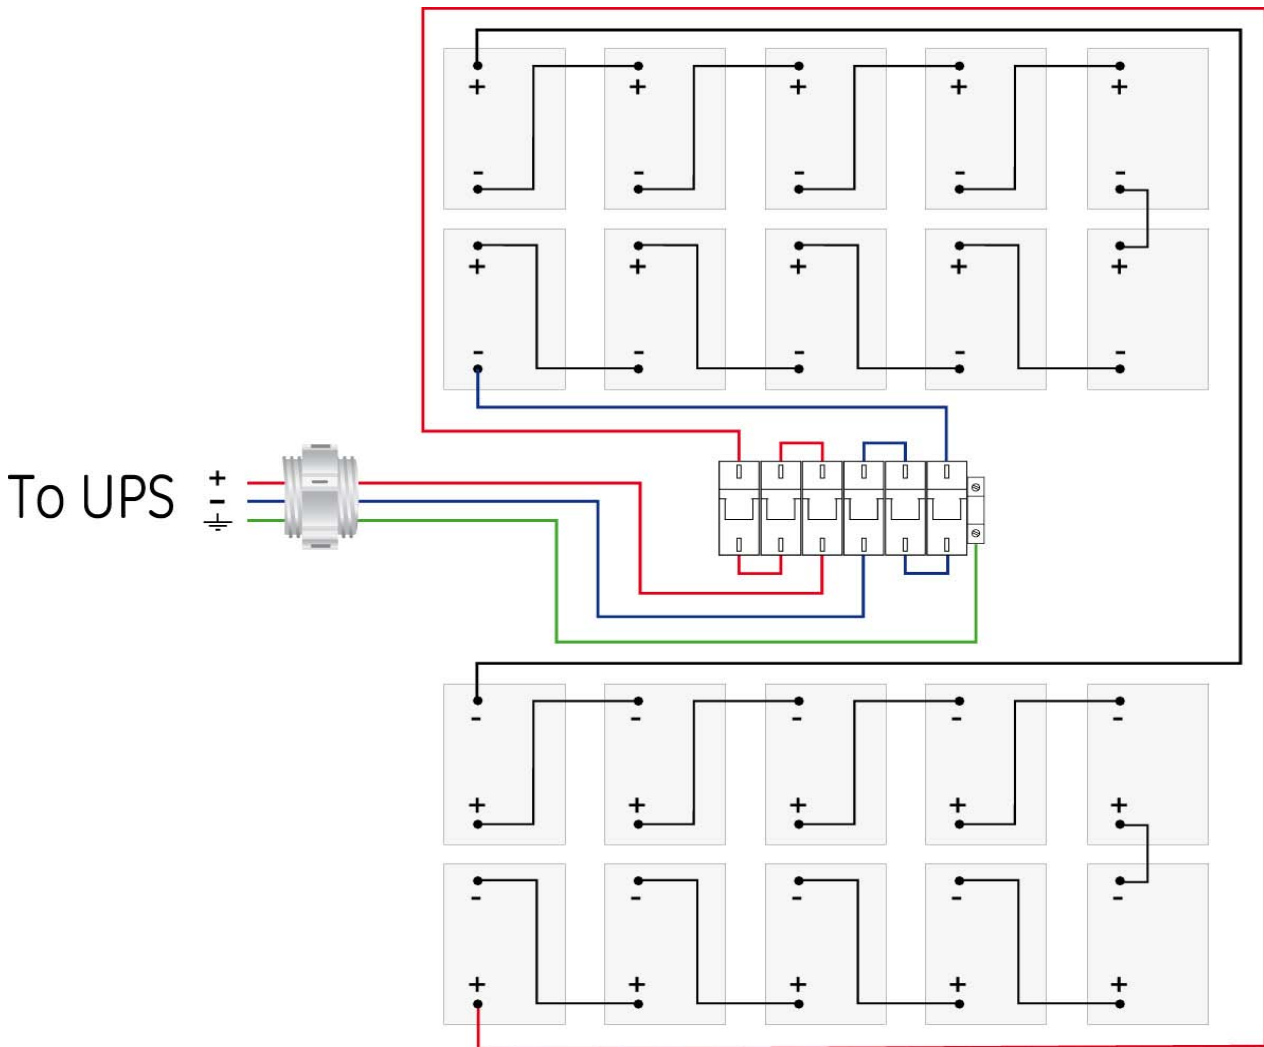 + + + + +
- - - - -
+ + + + +
- - - - -
To UPS +
-
- - - - -
+ + + + +
- - - - -
+ + + + +